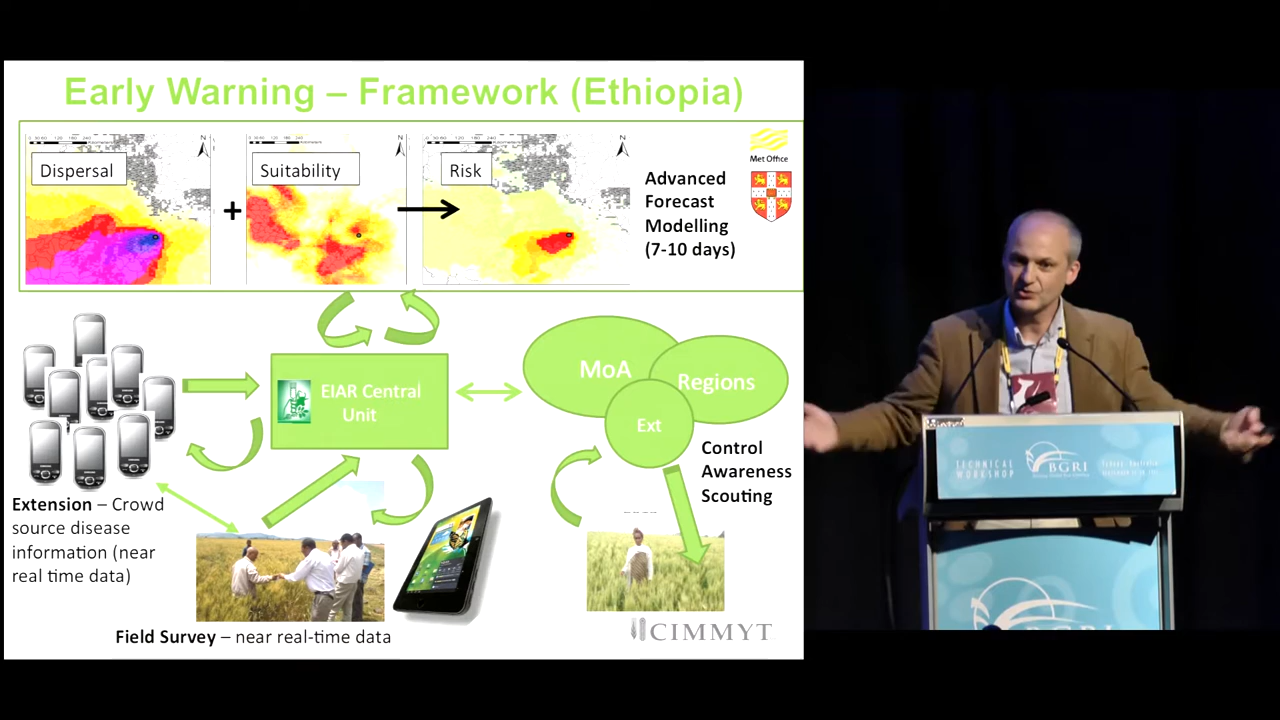 Early Warning – Framework (Ethiopia)
Dispersal
+
Suitability
Risk
N
N
N
Advanced
Forecast
Modelling
(7-10 days)
Met Office
EIAR Central
Unit
MoA
Regions
Ext
Control
Awareness
Scouting
Extension – Crowd
source disease
information (near
real time data)
Field Survey – near real-time data
CIMMYT
TECHNICAL
WORKSHOP
BGRI
BGRI